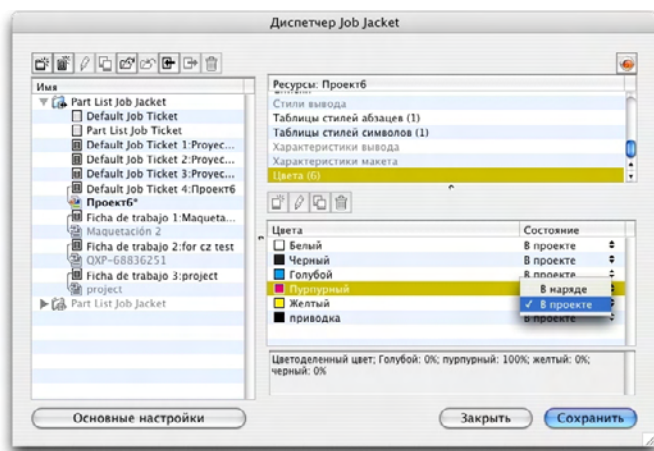 Диспетчер Job Jacket
Имя
Part List Job Jacket
Default Job Ticket
Part List Job Ticket
Default Job Ticket 1:Proyec...
Default Job Ticket 2:Proyec...
Default Job Ticket 3:Proyec...
Default Job Ticket 4:Проект6
Проект6*
Ficha de trabajo 1:Maqueta...
Maquetación 2
Ficha de trabajo 2:for cz test
QXP-68836251
Ficha de trabajo 3:project
project
Part List Job Jacket
Ресурсы: Проект6
Стили вывода
Таблицы стилей абзацев (1)
Таблицы стилей символов (1)
Характеристики вывода
Характеристики макета
Цвета (6)
Цвета Состояние
Белый В проекте
Черный В проекте
Голубой В проекте
Пурпурный В наряде
Желтый ✓ В проекте
приводка В проекте
Цветоделенный цвет; Голубой: 0%; пурпурный: 100%; желтый: 0%;
черный: 0%
Основные настройки Закрыть Сохранить